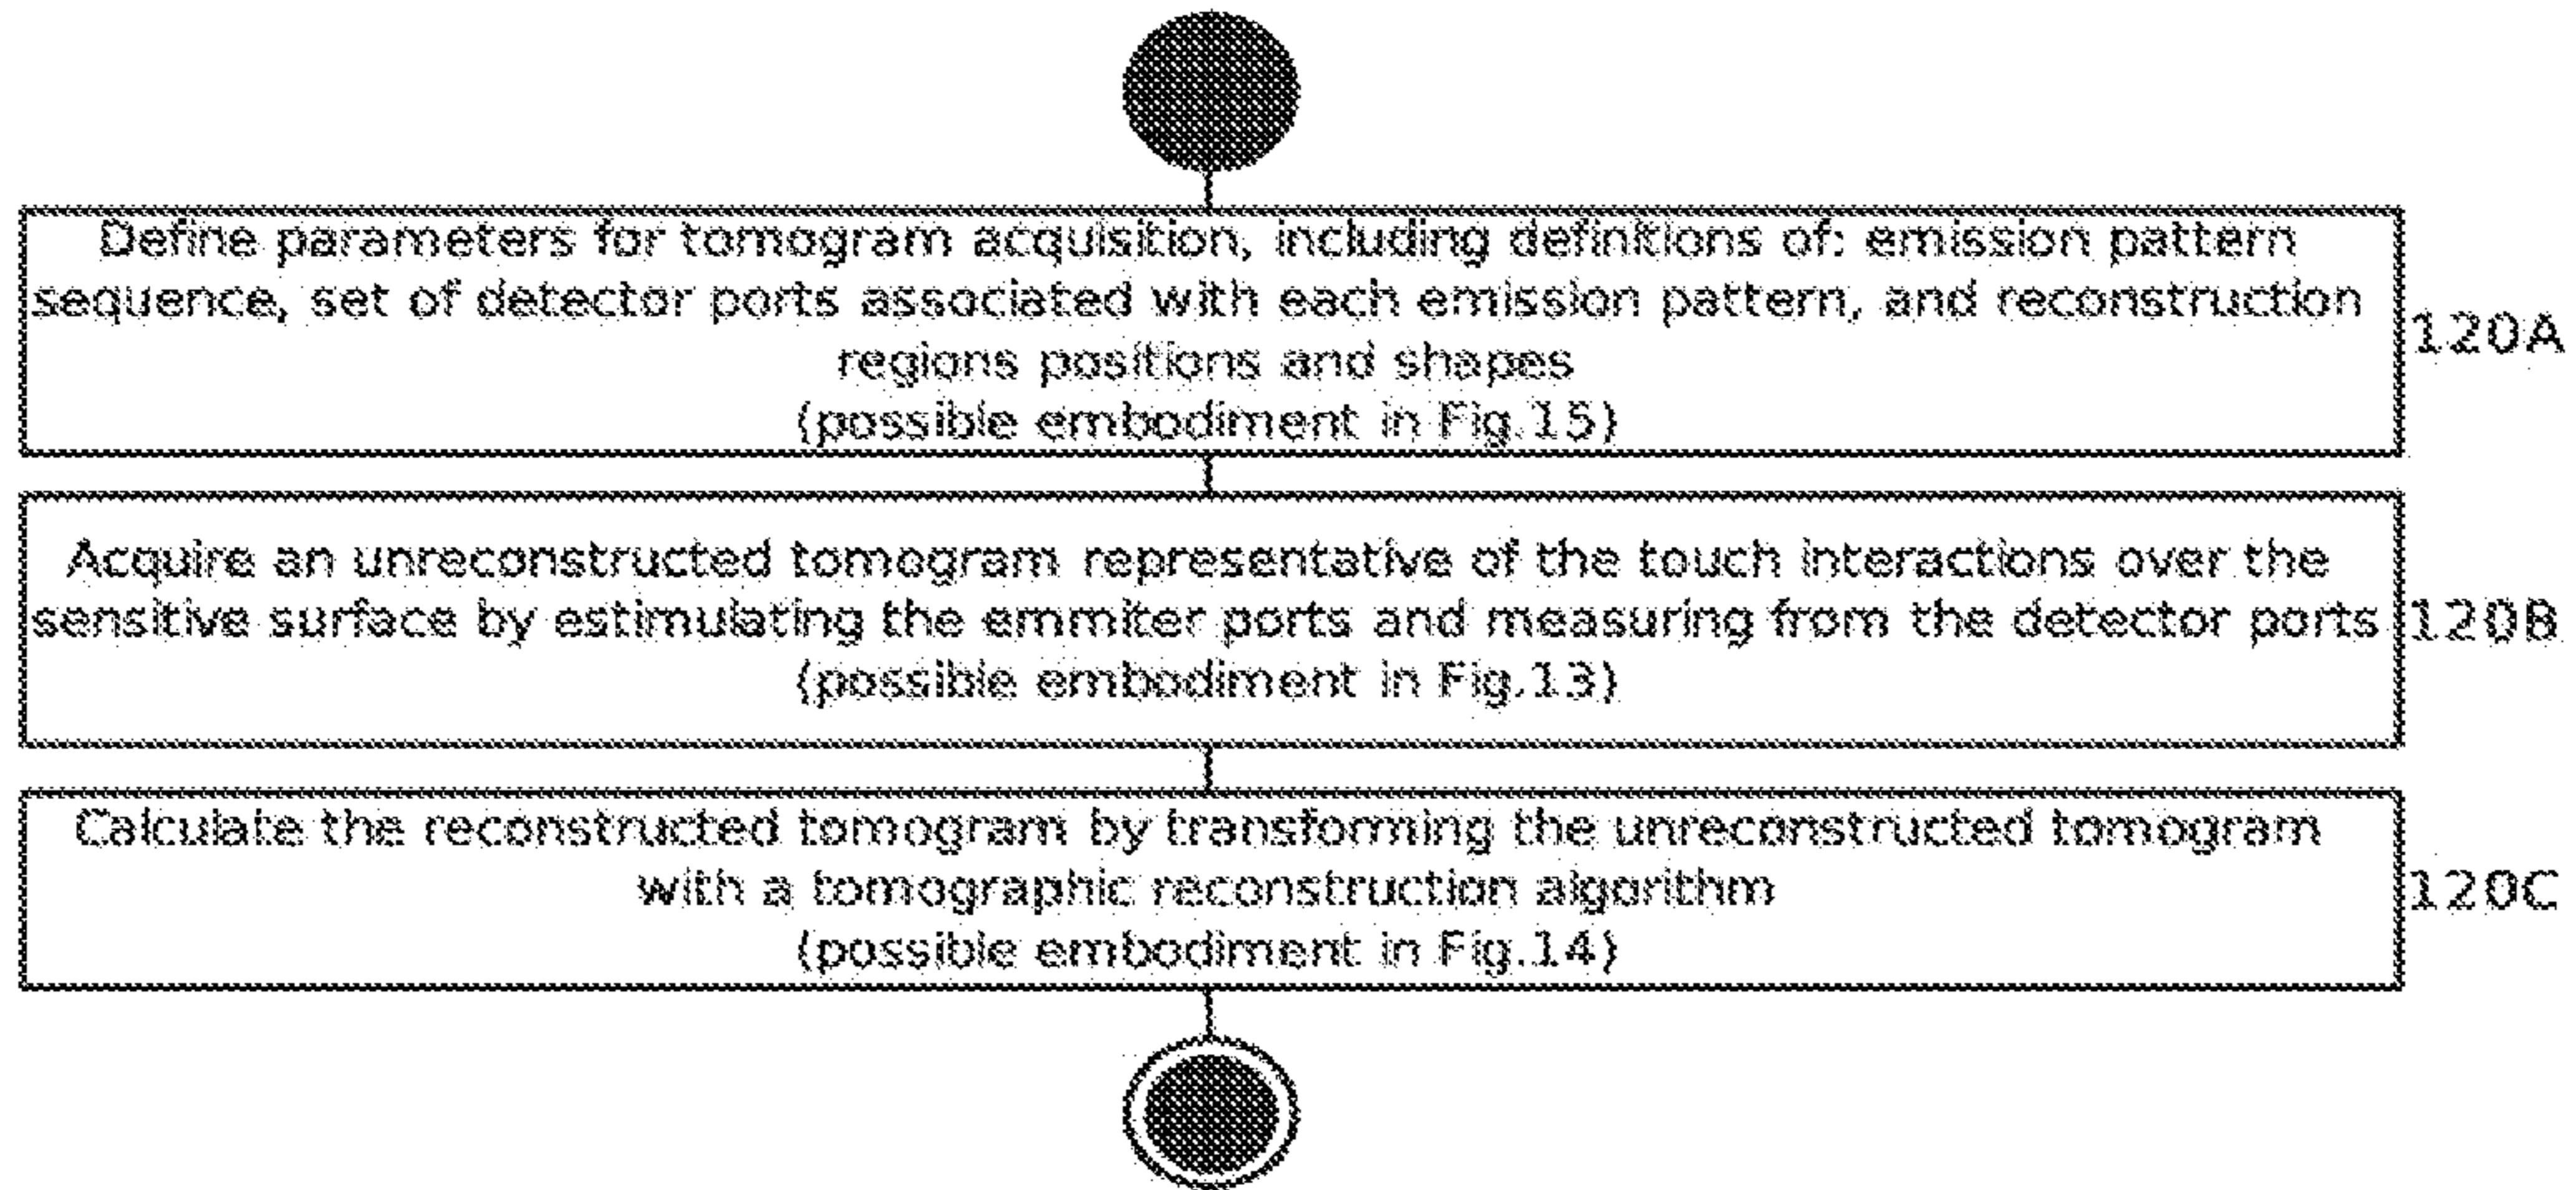 Define parameters for tomogram acquisition, including definitions of: emission pattern
sequence, set of detector ports associated with each emission pattern, and reconstruction
regions positions and shapes
(possible embodiment in Fig.15)
120A
Acquire an unreconstructed tomogram representative of the touch interactions over the
sensitive surface by estimulating the emmiter ports and measuring from the detector ports
(possible embodiment in Fig.13)
120B
Calculate the reconstructed tomogram by transforming the unreconstructed tomogram
with a tomographic reconstruction algorithm
(possible embodiment in Fig.14)
120C